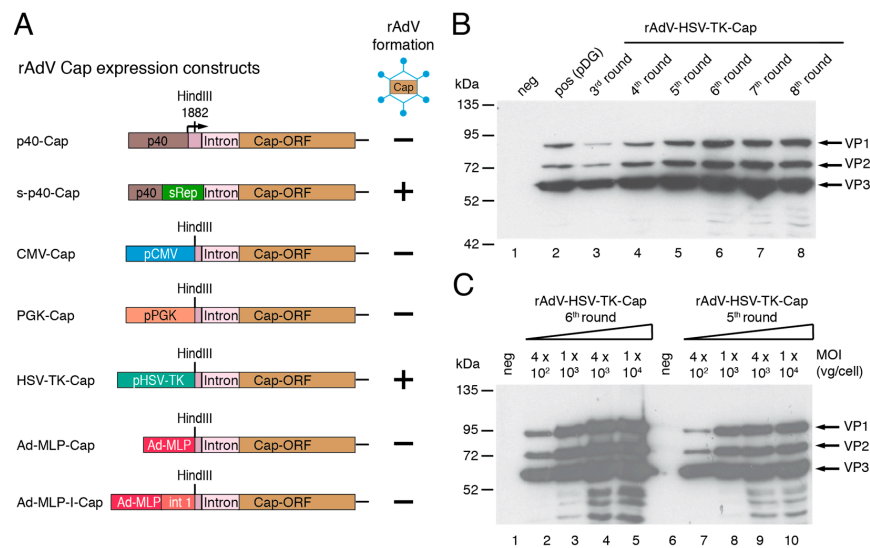 A
rAdV
formation
rAdV Cap expression constructs
Cap
HindIII
1882
p40-Cap
p40
Intron
Cap-ORF
−
s-p40-Cap
p40
sRep
Intron
Cap-ORF
+
HindIII
CMV-Cap
pCMV
Intron
Cap-ORF
−
HindIII
PGK-Cap
pPGK
Intron
Cap-ORF
−
HindIII
HSV-TK-Cap
pHSV-TK
Intron
Cap-ORF
+
HindIII
Ad-MLP-Cap
Ad-MLP
Intron
Cap-ORF
−
HindIII
Ad-MLP-I-Cap
Ad-MLP
int 1
Intron
Cap-ORF
−
B
rAdV-HSV-TK-Cap
neg
pos (pDG)
3rd round
4th round
5th round
6th round
7th round
8th round
kDa
135
95
72
52
42
VP1
VP2
VP3
1 2 3 4 5 6 7 8
C
rAdV-HSV-TK-Cap
6th round
rAdV-HSV-TK-Cap
5th round
neg
4 x 1 x 4 x 1 x
10² 10³ 10³ 10⁴
neg
4 x 1 x 4 x 1 x
10² 10³ 10³ 10⁴
MOI
(vg/cell)
kDa
135
95
72
52
VP1
VP2
VP3
1 2 3 4 5 6 7 8 9 10